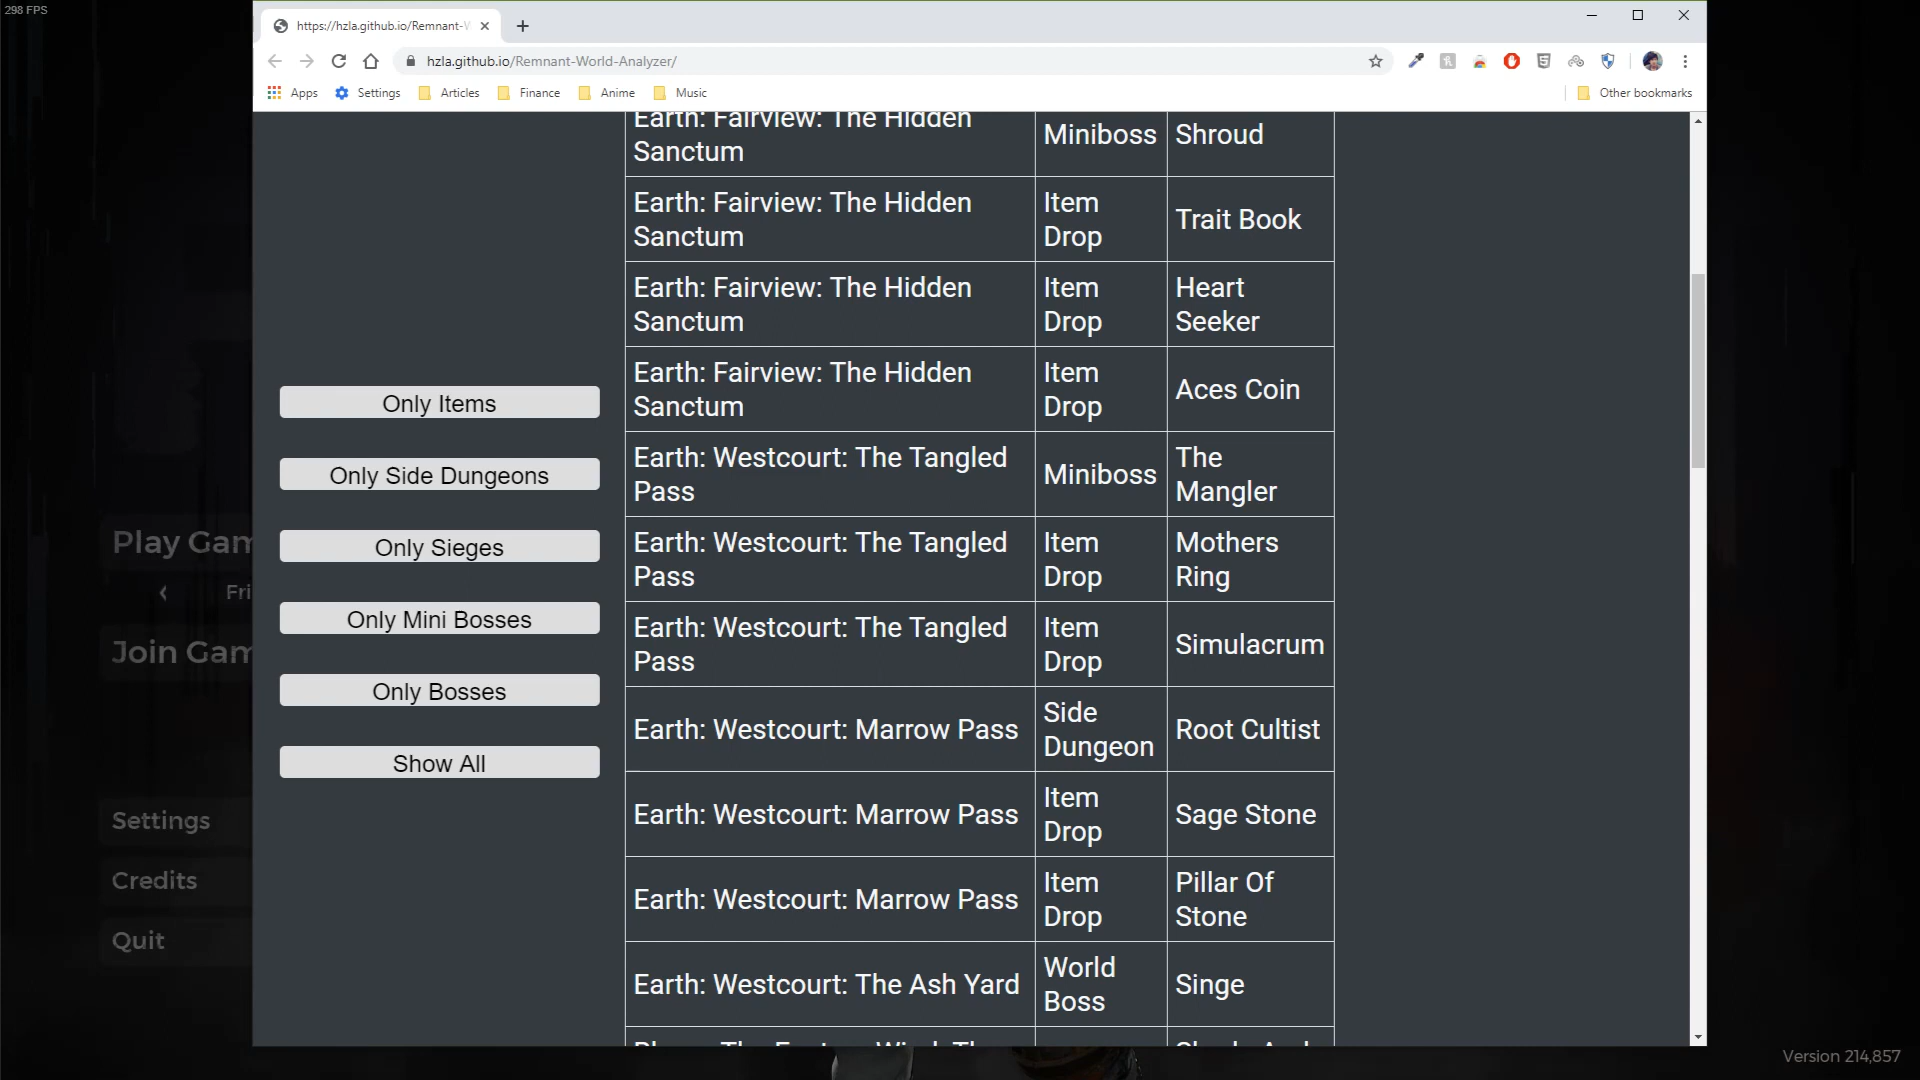 298 FPS
https://hzla.github.io/Remnant-W
hzla.github.io/Remnant-World-Analyzer/
Apps
Settings
Articles
Finance
Anime
Music
Other bookmarks
Earth: Fairview: The Hidden
Sanctum
Miniboss
Shroud
Earth: Fairview: The Hidden
Sanctum
Item
Drop
Trait Book
Earth: Fairview: The Hidden
Sanctum
Item
Drop
Heart
Seeker
Earth: Fairview: The Hidden
Sanctum
Item
Drop
Aces Coin
Earth: Westcourt: The Tangled
Pass
Miniboss
The
Mangler
Earth: Westcourt: The Tangled
Pass
Item
Drop
Mothers
Ring
Earth: Westcourt: The Tangled
Pass
Item
Drop
Simulacrum
Earth: Westcourt: Marrow Pass
Side
Dungeon
Root Cultist
Earth: Westcourt: Marrow Pass
Item
Drop
Sage Stone
Earth: Westcourt: Marrow Pass
Item
Drop
Pillar Of
Stone
Earth: Westcourt: The Ash Yard
World
Boss
Singe
Only Items
Only Side Dungeons
Only Sieges
Only Mini Bosses
Only Bosses
Show All
Play Gam
Fri
Join Gam
Settings
Credits
Quit
Version 214,857